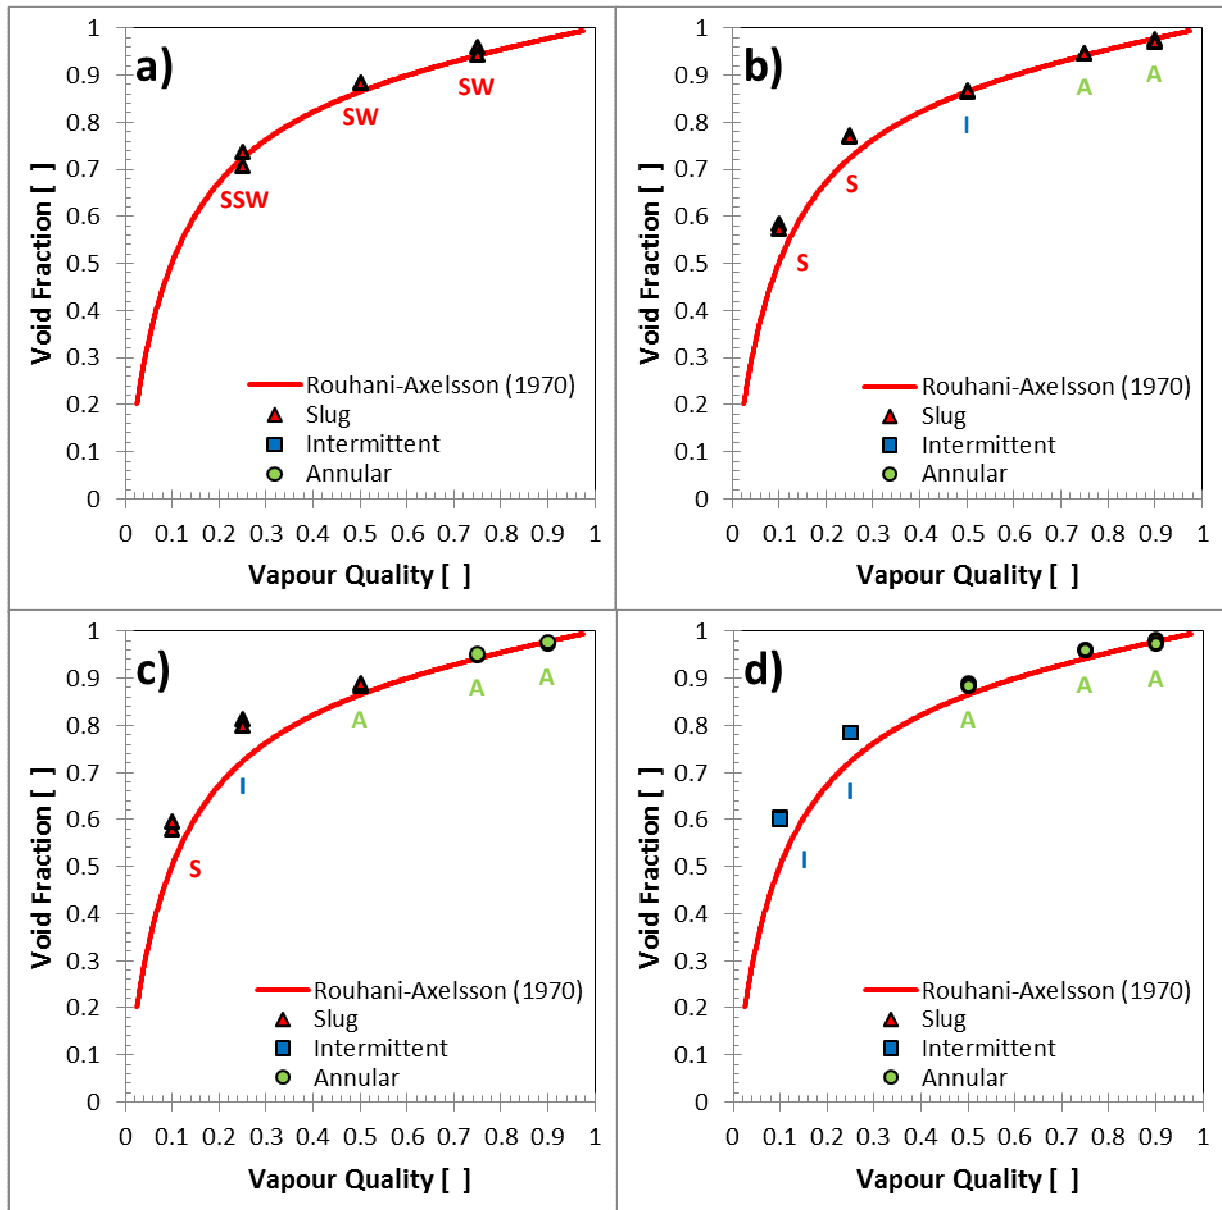 a)
1
0.9
0.8
0.7
0.6
0.5
0.4
0.3
0.2
0.1
0
Void Fraction [ ]
SSW
SW
SW
Rouhani-Axelsson (1970)
Slug
Intermittent
Annular
0 0.1 0.2 0.3 0.4 0.5 0.6 0.7 0.8 0.9 1
Vapour Quality [ ]
b)
1
0.9
0.8
0.7
0.6
0.5
0.4
0.3
0.2
0.1
0
Void Fraction [ ]
S
S
I
A
A
Rouhani-Axelsson (1970)
Slug
Intermittent
Annular
0 0.1 0.2 0.3 0.4 0.5 0.6 0.7 0.8 0.9 1
Vapour Quality [ ]
c)
1
0.9
0.8
0.7
0.6
0.5
0.4
0.3
0.2
0.1
0
Void Fraction [ ]
S
I
A
A
A
Rouhani-Axelsson (1970)
Slug
Intermittent
Annular
0 0.1 0.2 0.3 0.4 0.5 0.6 0.7 0.8 0.9 1
Vapour Quality [ ]
d)
1
0.9
0.8
0.7
0.6
0.5
0.4
0.3
0.2
0.1
0
Void Fraction [ ]
I
I
A
A
A
Rouhani-Axelsson (1970)
Slug
Intermittent
Annular
0 0.1 0.2 0.3 0.4 0.5 0.6 0.7 0.8 0.9 1
Vapour Quality [ ]